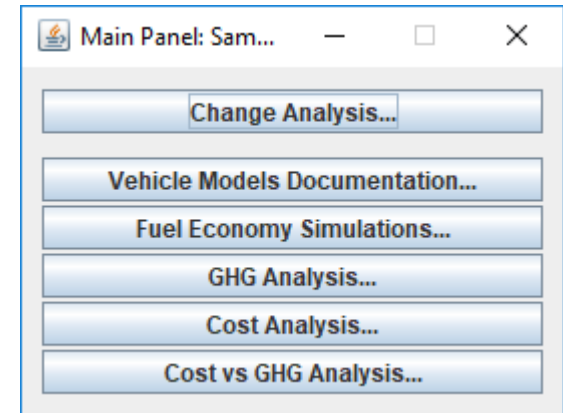 Main Panel: Sam...
Change Analysis...
Vehicle Models Documentation...
Fuel Economy Simulations...
GHG Analysis...
Cost Analysis...
Cost vs GHG Analysis...